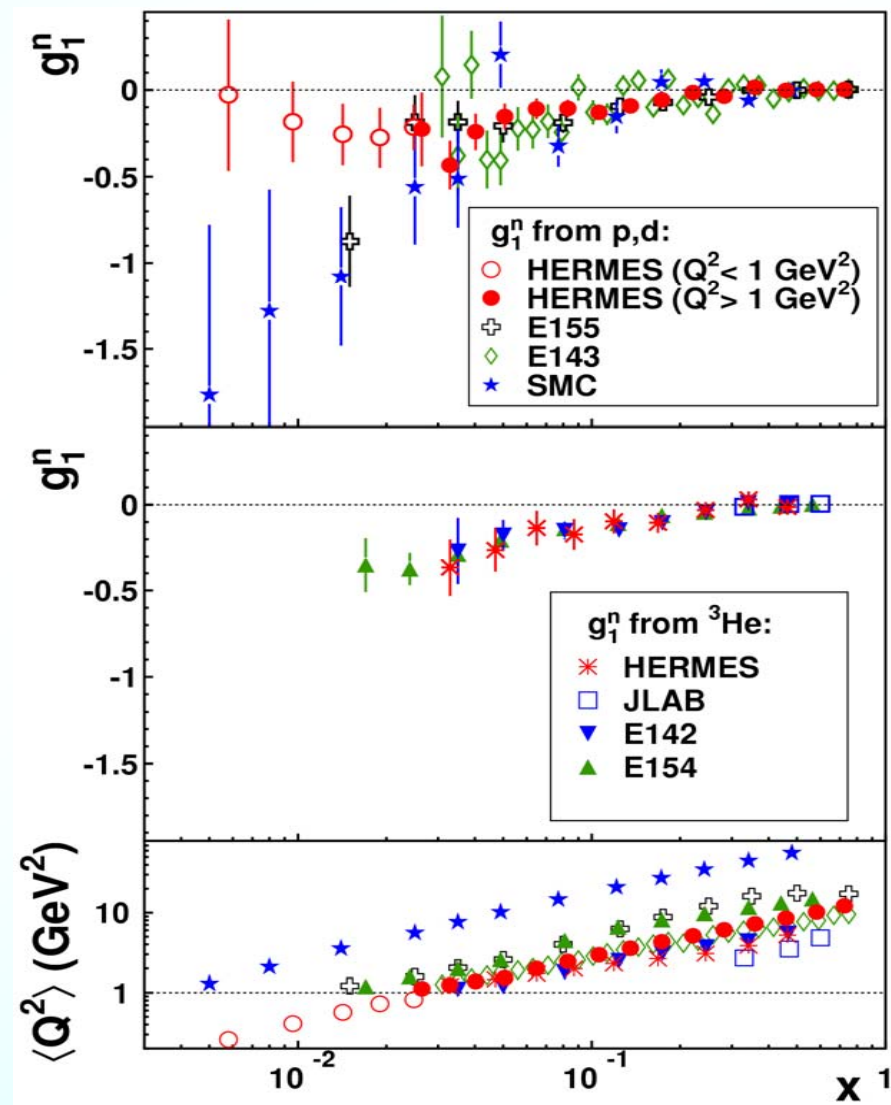 g₁ⁿ
0
-0.5
-1
-1.5
g₁ⁿ from p,d:
HERMES (Q² < 1 GeV²)
HERMES (Q² > 1 GeV²)
E155
E143
SMC
g₁ⁿ
0
-0.5
-1
-1.5
g₁ⁿ from ³He:
HERMES
JLAB
E142
E154
⟨Q²⟩ (GeV²)
10
1
10⁻² 10⁻¹ x 1